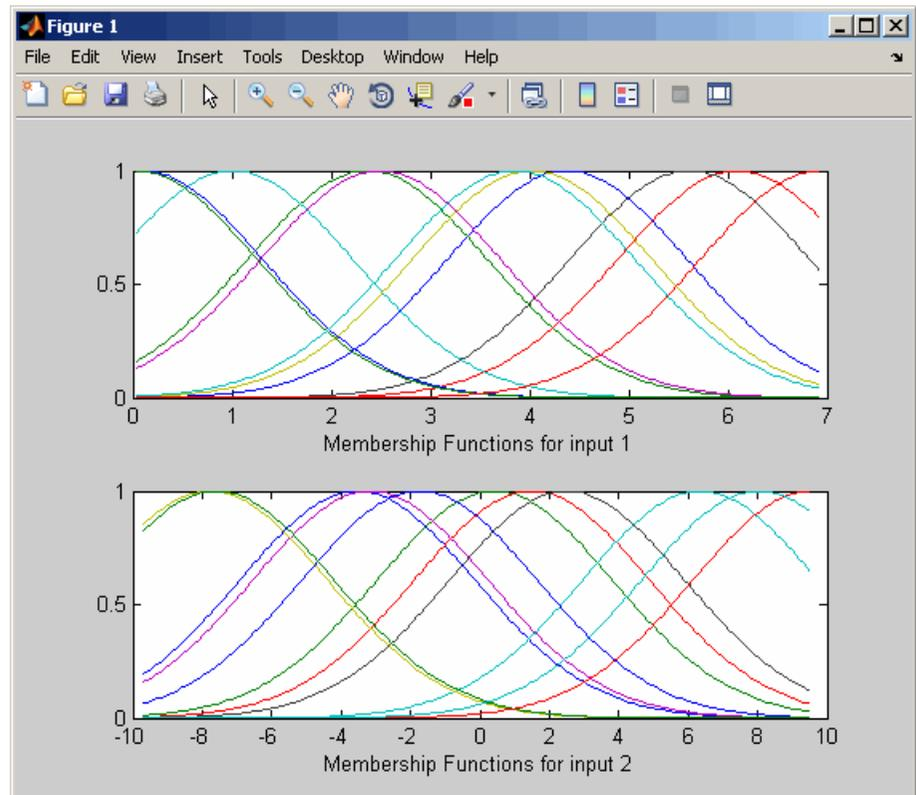 Figure 1
File Edit View Insert Tools Desktop Window Help
1
0.5
0
0 1 2 3 4 5 6 7
Membership Functions for input 1
1
0.5
0
-10 -8 -6 -4 -2 0 2 4 6 8 10
Membership Functions for input 2